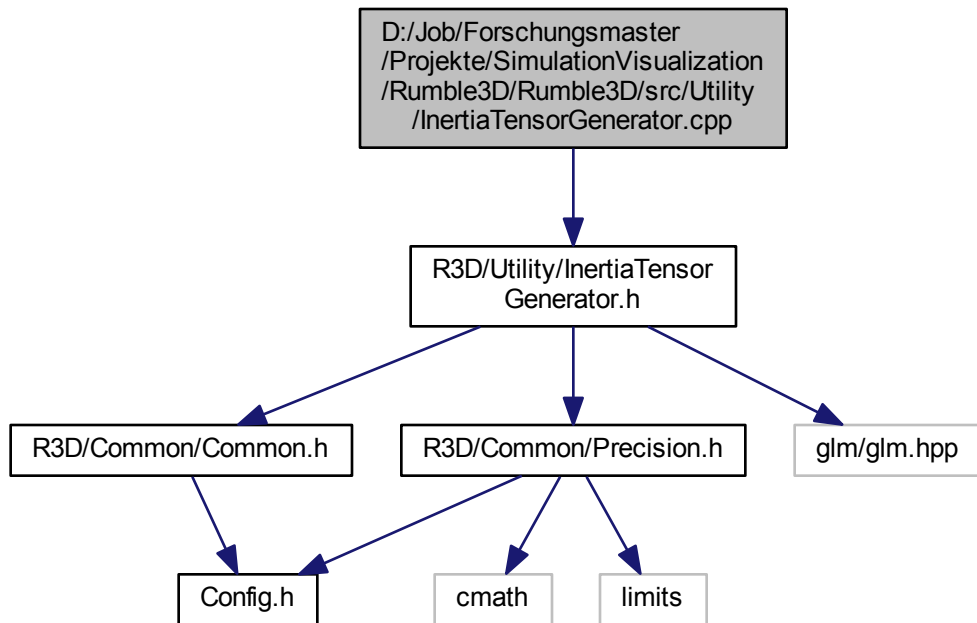 D:/Job/Forschungsmaster
/Projekte/SimulationVisualization
/Rumble3D/Rumble3D/src/Utility
/InertiaTensorGenerator.cpp
R3D/Utility/InertiaTensor
Generator.h
R3D/Common/Common.h
R3D/Common/Precision.h
glm/glm.hpp
Config.h
cmath
limits